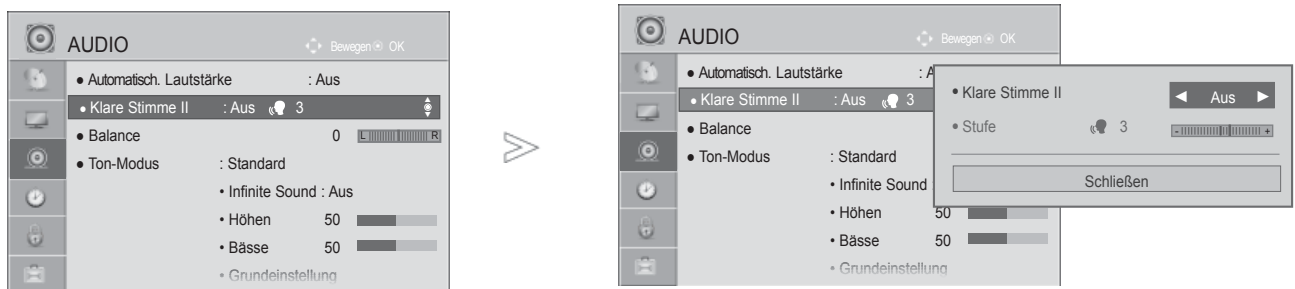 AUDIO
Bewegen OK
● Automatisch. Lautstärke : Aus
● Klare Stimme II : Aus 3
● Balance 0 L R
● Ton-Modus : Standard
• Infinite Sound : Aus
• Höhen 50
• Bässe 50
• Grundeinstellung
AUDIO
Bewegen OK
● Automatisch. Lautstärke : A
● Klare Stimme II : Aus 3
● Balance
● Ton-Modus : Standard
• Infinite Sound
• Höhen 50
• Bässe 50
• Grundeinstellung
• Klare Stimme II ◀ Aus ▶
• Stufe 3 - +
Schließen